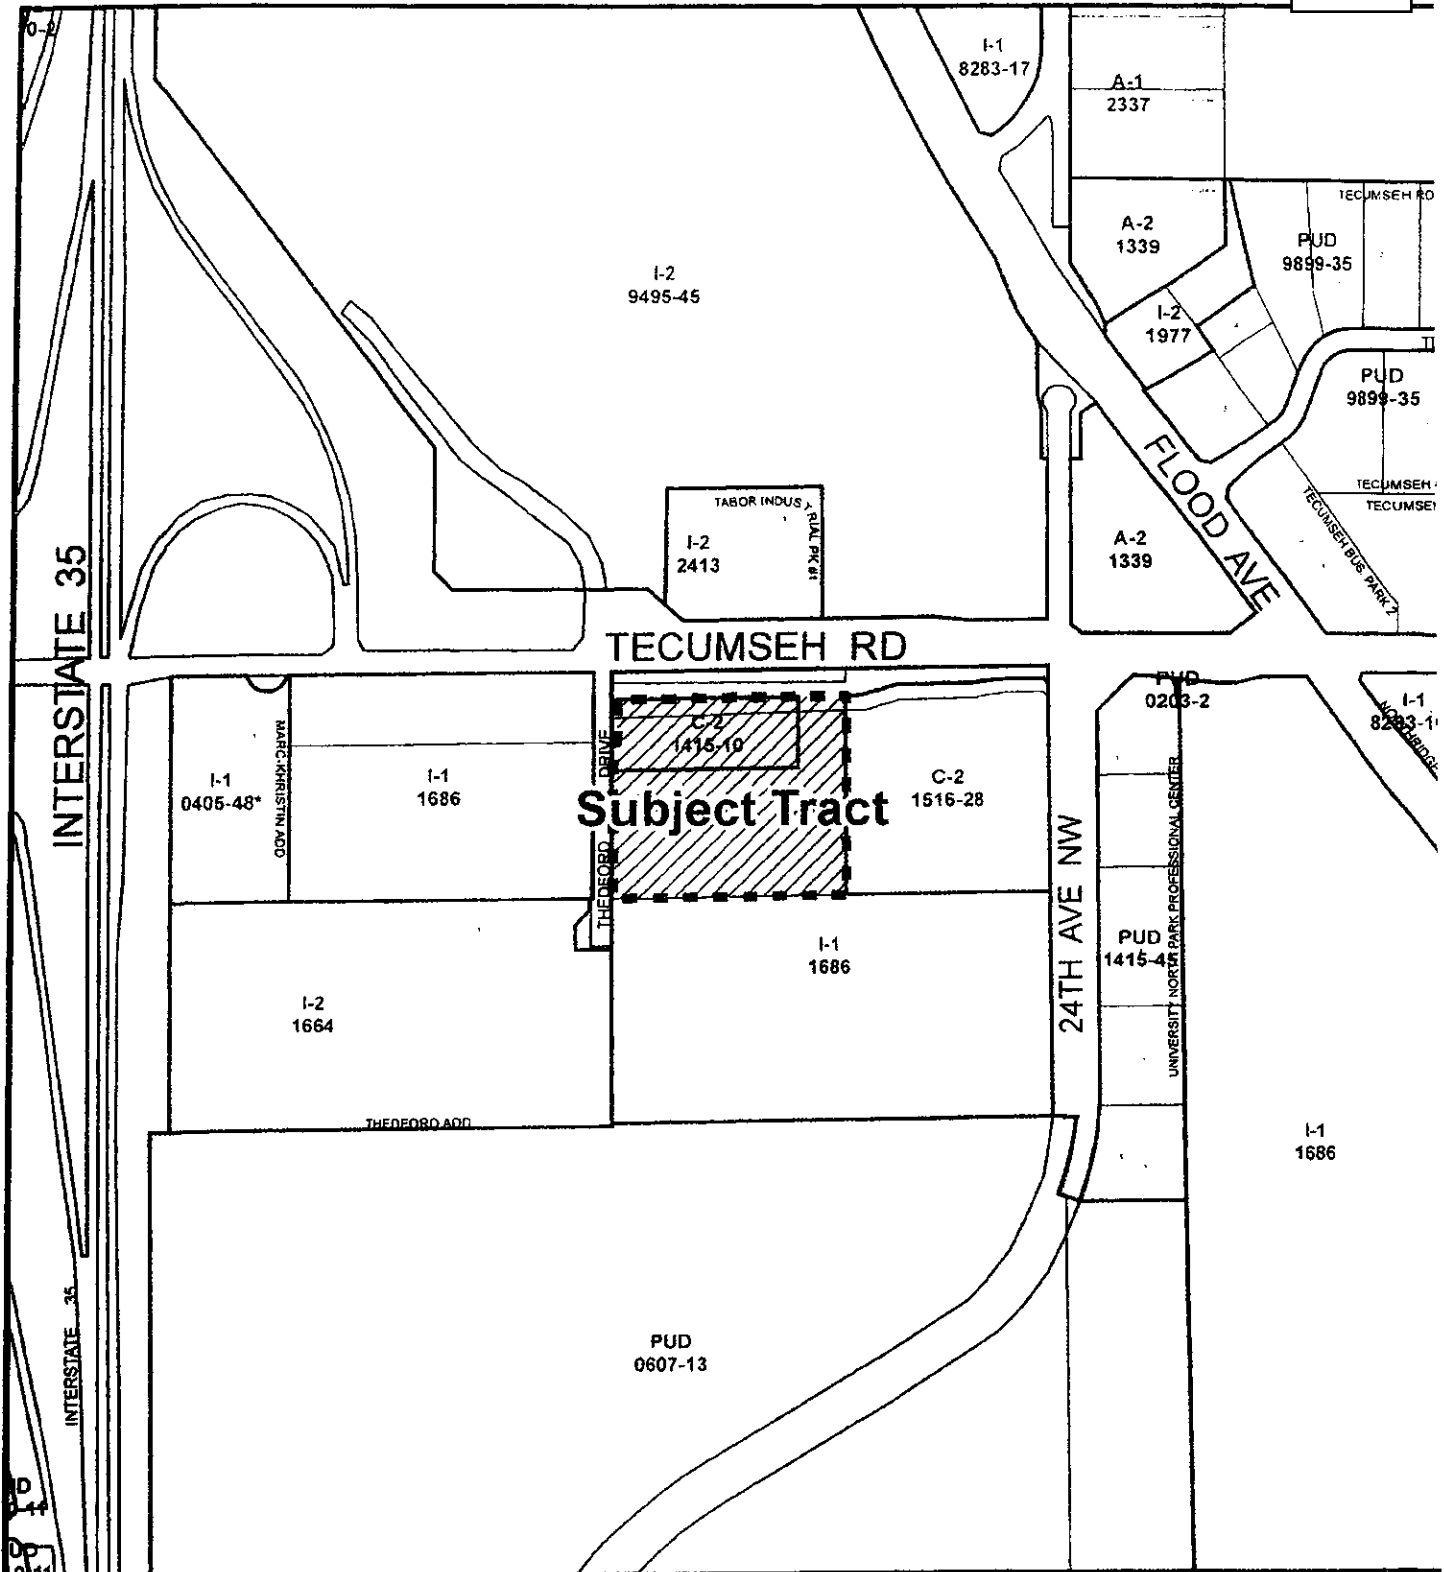 I-1
8283-17
A-1
2337
TECUMSEH RD
A-2
1339
PUD
9899-35
I-2
9495-45
I-2
1977
PUD
9899-35
FLOOD AVE
TECUMSEH
TECUMSEH BUS. PARK 2
TABOR INDUSTRIAL PK #1
I-2
2413
A-2
1339
INTERSTATE 35
TECUMSEH RD
PUD
0203-2
I-1
C-2
1415-10
MARC-KHRISTIN ADD
THEDFORD DRIVE
I-1
0405-48*
I-1
1686
C-2
1516-28
Subject Tract
24TH AVE NW
UNIVERSITY NORTH PARK PROFESSIONAL CENTER
PUD
I-1
1686
I-2
1664
THEDFORD ADD
I-1
1686
INTERSTATE 35
PUD
0607-13